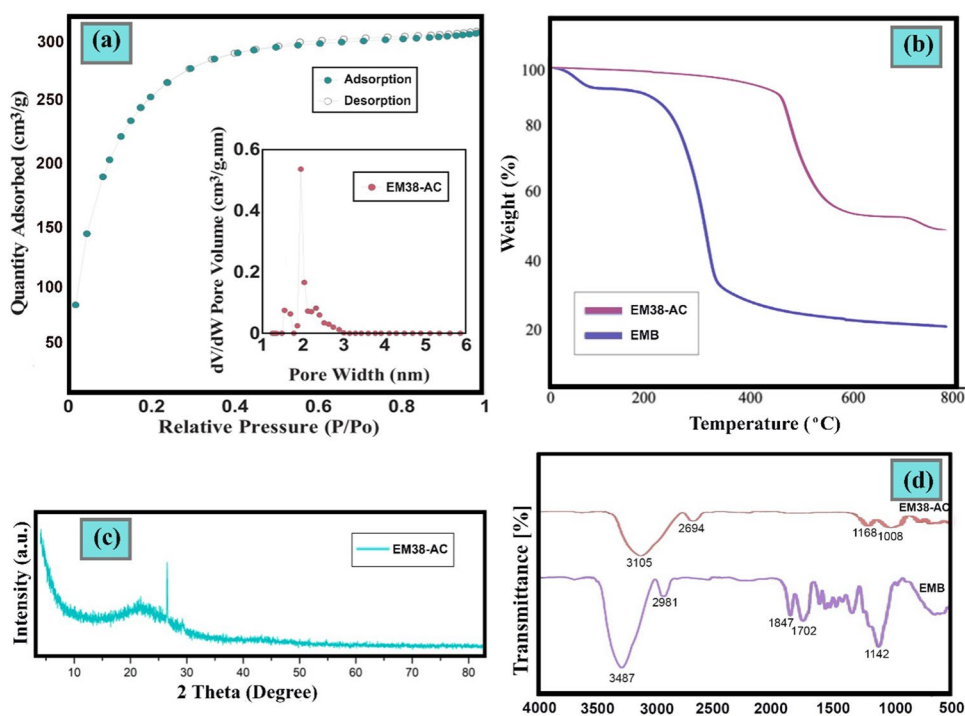 (a)
Quantity Adsorbed (cm³/g)
300
250
200
150
100
50
Adsorption
Desorption
dV/dW Pore Volume (cm³/g.nm)
0.6
0.4
0.2
0
EM38-AC
1 2 3 4 5 6
Pore Width (nm)
0 0.2 0.4 0.6 0.8 1
Relative Pressure (P/Po)
(b)
Weight (%)
100
80
60
40
20
EM38-AC
EMB
0 200 400 600 800
Temperature (°C)
(c)
Intensity (a.u.)
EM38-AC
10 20 30 40 50 60 70 80
2 Theta (Degree)
(d)
Transmittance [%]
EM38-AC
2694
1168 1008
3105
EMB
2981
1847
1702
1142
3487
4000 3500 3000 2500 2000 1500 1000 500